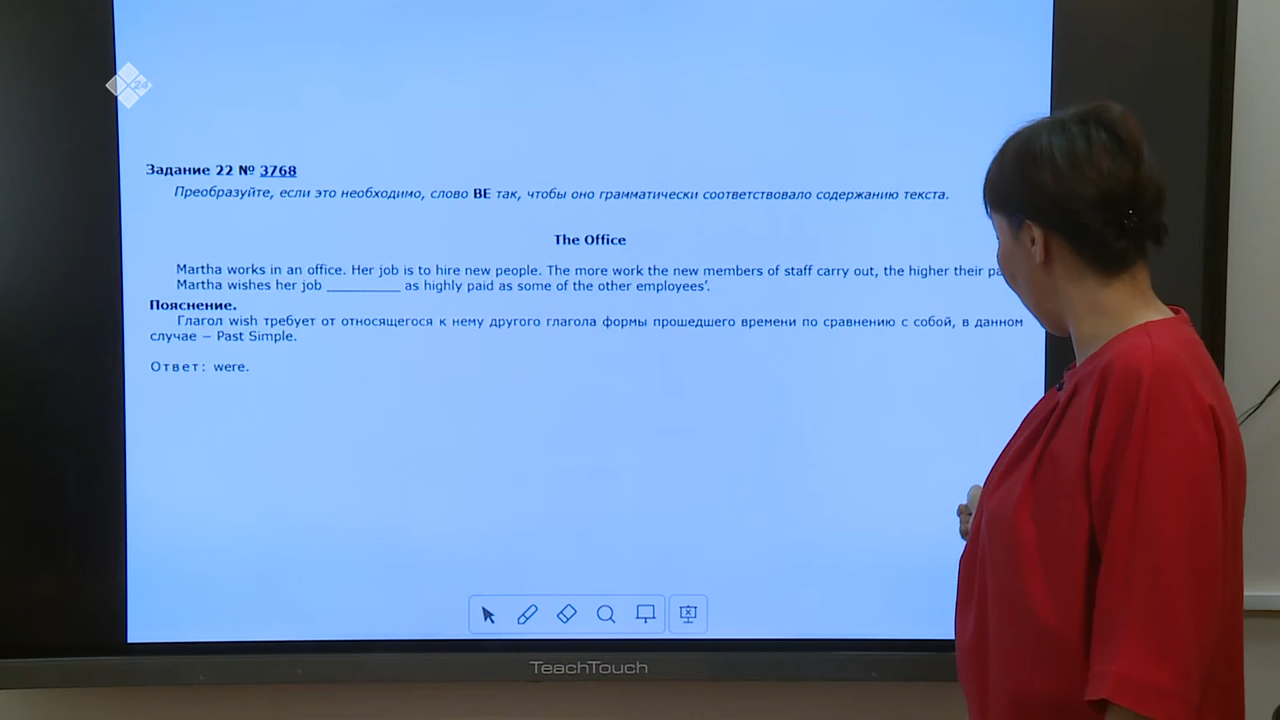 24
Задание 22 № 3768
Преобразуйте, если это необходимо, слово BE так, чтобы оно грамматически соответствовало содержанию текста.
The Office
Martha works in an office. Her job is to hire new people. The more work the new members of staff carry out, the higher their
Martha wishes her job __________ as highly paid as some of the other employees’.
Пояснение.
Глагол wish требует от относящегося к нему другого глагола формы прошедшего времени по сравнению с собой, в данном
случае − Past Simple.
Ответ: were.
TeachTouch